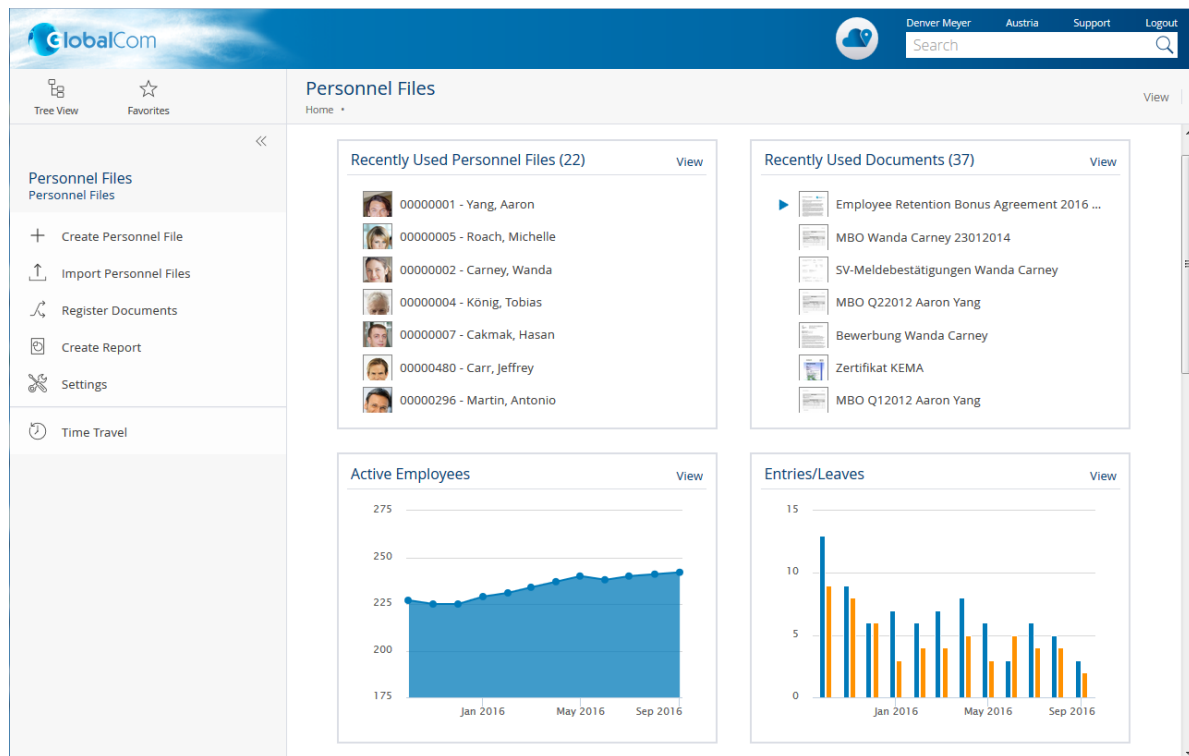 GlobalCom
Denver Meyer Austria Support Logout
Search
Tree View Favorites
Personnel Files
Home •
View
Personnel Files
Personnel Files
Create Personnel File
Import Personnel Files
Register Documents
Create Report
Settings
Time Travel
Recently Used Personnel Files (22) View
00000001 - Yang, Aaron
00000005 - Roach, Michelle
00000002 - Carney, Wanda
00000004 - König, Tobias
00000007 - Cakmak, Hasan
00000480 - Carr, Jeffrey
00000296 - Martin, Antonio
Recently Used Documents (37) View
Employee Retention Bonus Agreement 2016 ...
MBO Wanda Carney 23012014
SV-Meldebestätigungen Wanda Carney
MBO Q22012 Aaron Yang
Bewerbung Wanda Carney
Zertifikat KEMA
MBO Q12012 Aaron Yang
Active Employees View
275
250
225
200
175
Jan 2016 May 2016 Sep 2016
Entries/Leaves View
15
10
5
0
Jan 2016 May 2016 Sep 2016